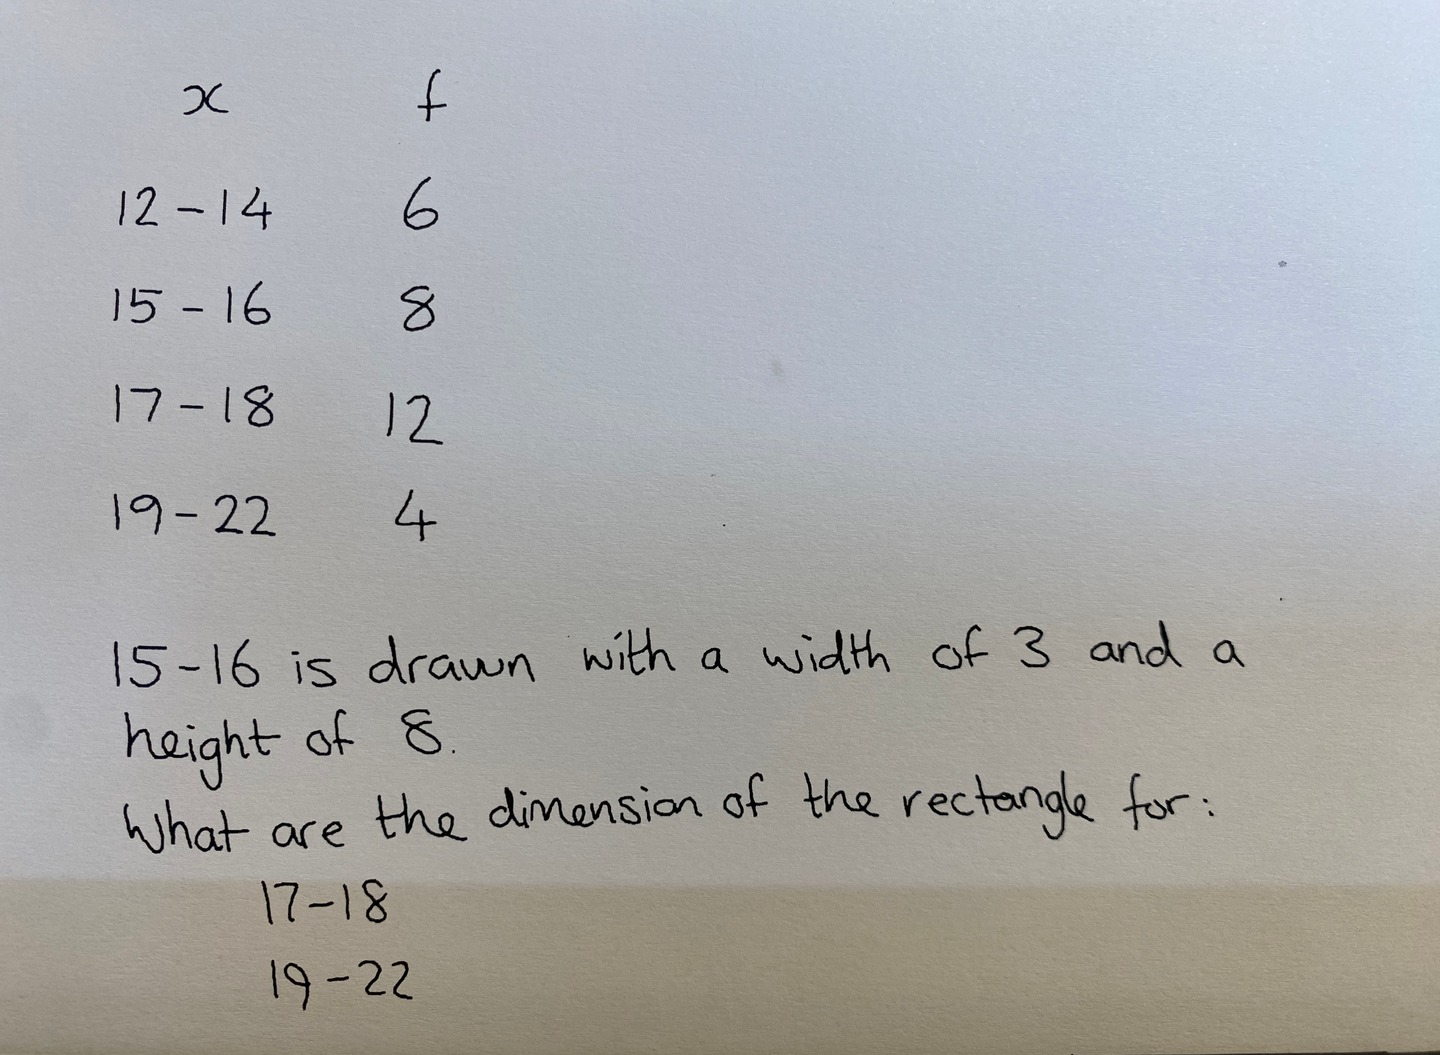 x f
12-14 6
15-16 8
17-18 12
19-22 4
15-16 is drawn with a width of 3 and a
height of 8.
What are the dimension of the rectangle for:
17-18
19-22